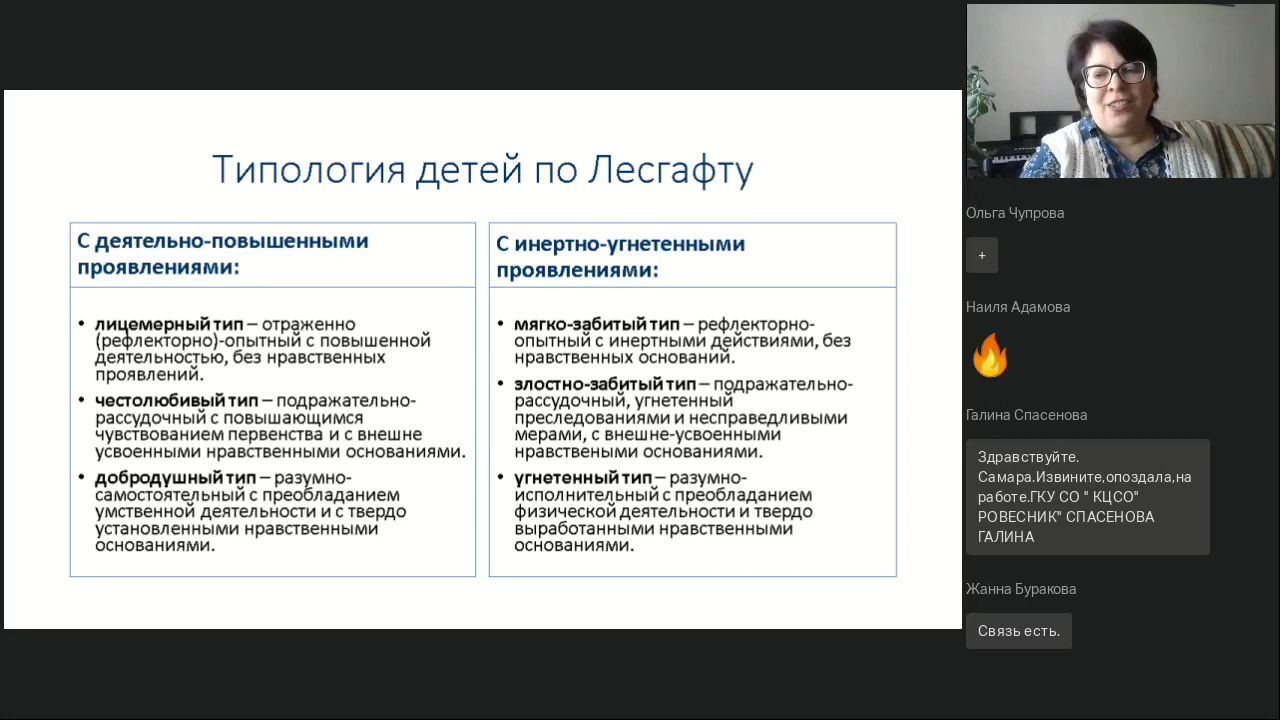 Типология детей по Лесгафту
С деятельно-повышенными
проявлениями:
• лицемерный тип – отраженно
(рефлекторно)-опытный с повышенной
деятельностью, без нравственных
проявлений.
• честолюбивый тип – подражательно-
рассудочный с повышающимся
чувствованием первенства и с внешне
усвоенными нравственными основаниями.
• добродушный тип – разумно-
самостоятельный с преобладанием
умственной деятельности и с твердо
установленными нравственными
основаниями.
С инертно-угнетенными
проявлениями:
• мягко-забитый тип – рефлекторно-
опытный с инертными действиями, без
нравственных оснований.
• злостно-забитый тип – подражательно-
рассудочный, угнетенный
преследованиями и несправедливыми
мерами, с внешне-усвоенными
нравствеными основаниями.
• угнетенный тип – разумно-
исполнительный с преобладанием
физической деятельности и твердо
выработанными нравственными
основаниями.
Ольга Чупрова
+
Наиля Адамова
Галина Спасенова
Здравствуйте.
Самара.Извините,опоздала,на
работе.ГКУ СО " КЦСО"
РОВЕСНИК" СПАСЕНОВА
ГАЛИНА
Жанна Буракова
Связь есть.